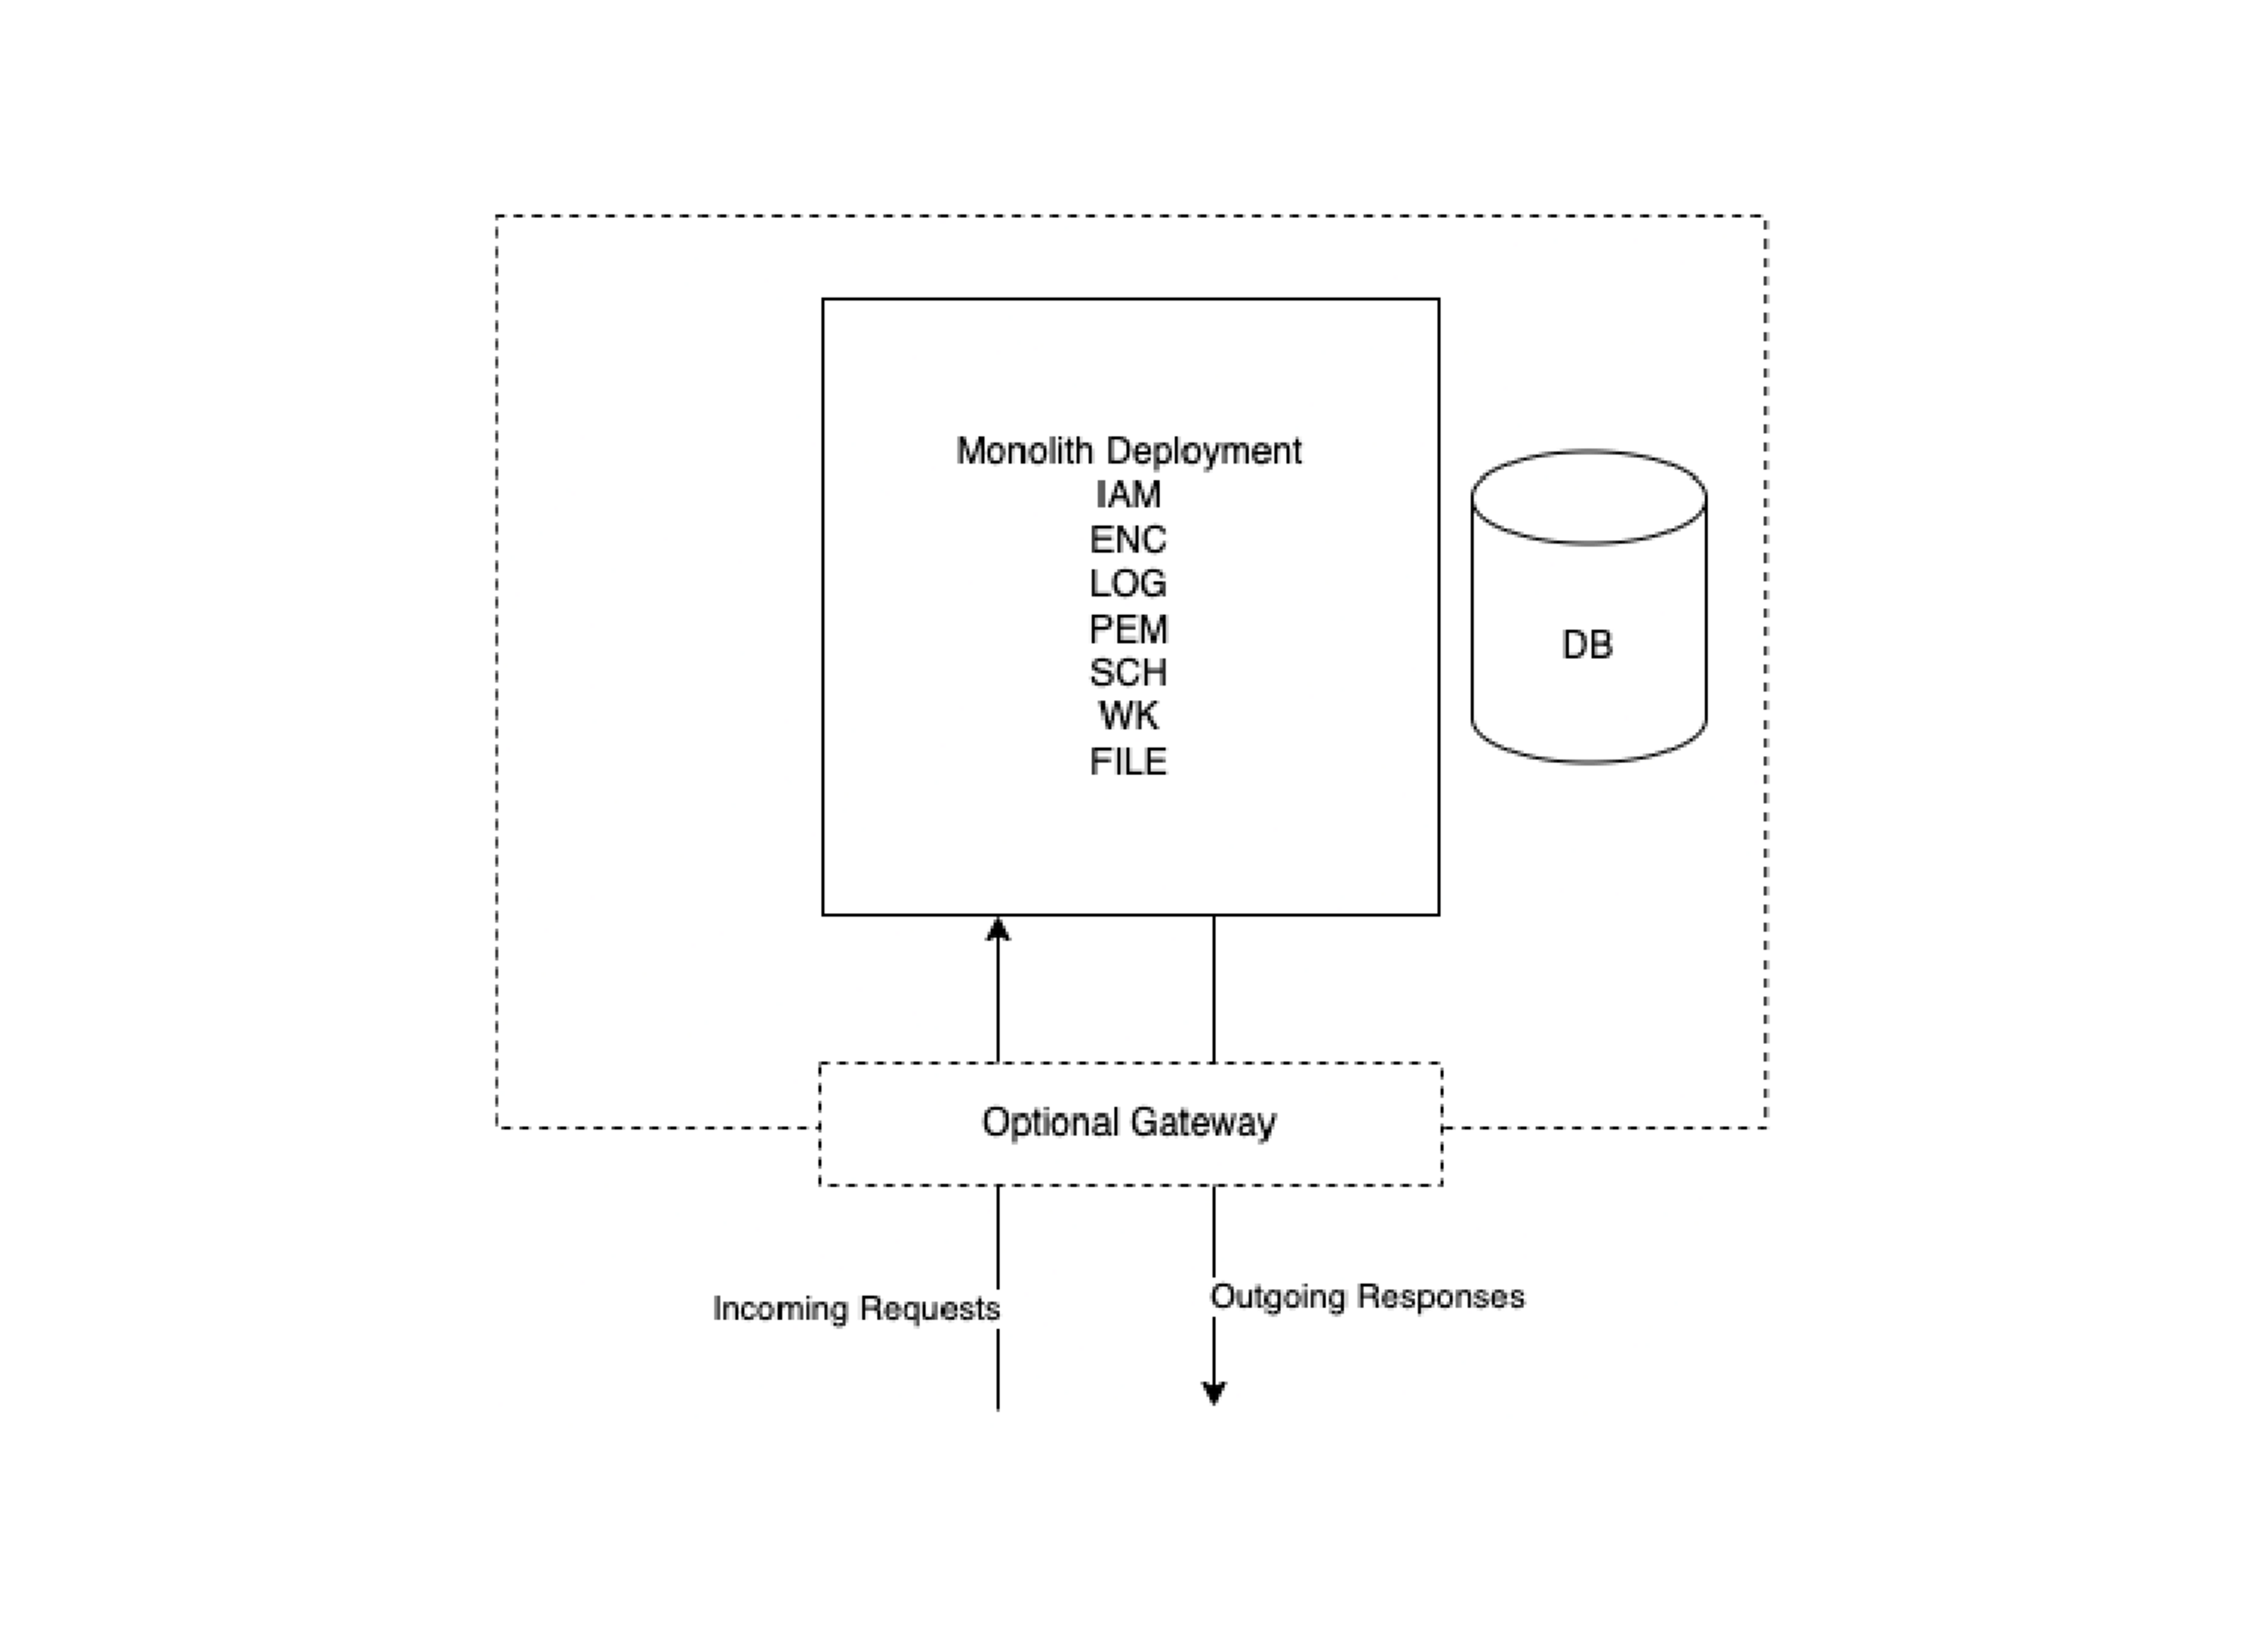 Monolith Deployment
IAM
ENC
LOG
PEM
SCH
WK
FILE
DB
Optional Gateway
Incoming Requests
Outgoing Responses